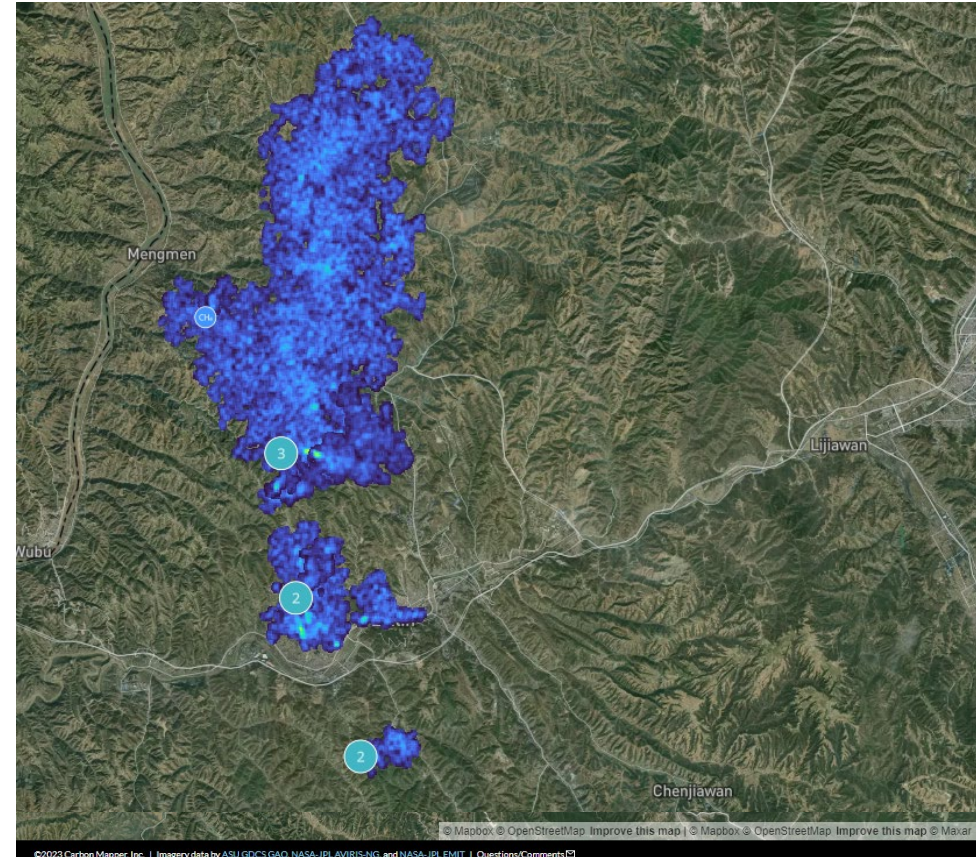 Mengmen
CH₄
3
Lijiawan
Wubu
2
2
Chenjiawan
© Mapbox © OpenStreetMap Improve this map | © Mapbox © OpenStreetMap Improve this map © Maxar
©2023 Carbon Mapper, Inc. | Imagery data by ASU GDCS GAO, NASA-JPL AVIRIS-NG, and NASA-JPL EMIT | Questions/Comments